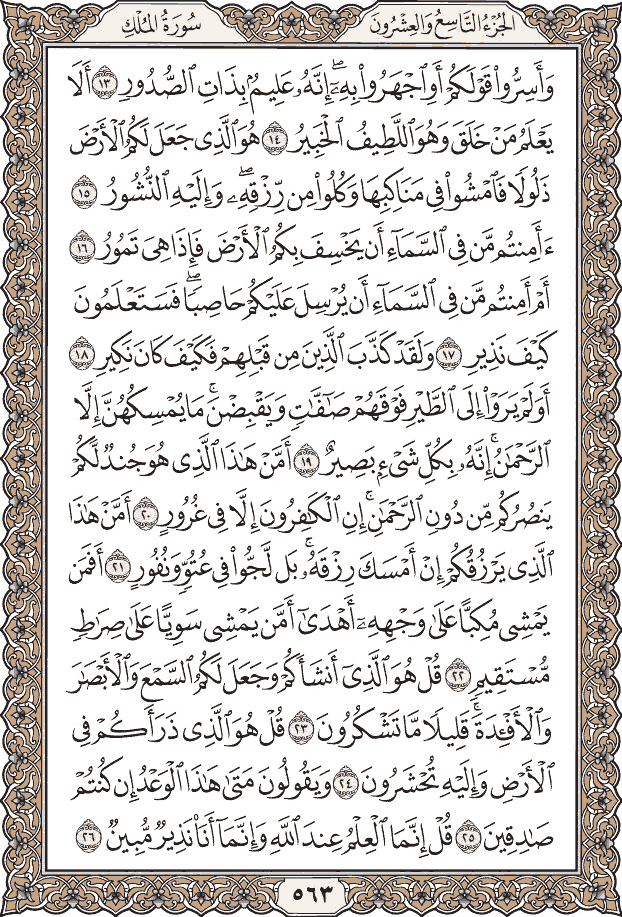 الجُزْءُ التَّاسِعُ وَالعِشْرُونَ
سُورَةُ المُلْكِ
وَأَسِرُّوا۟ قَوْلَكُمْ أَوِ ٱجْهَرُوا۟ بِهِۦٓ ۖ إِنَّهُۥ عَلِيمٌۢ بِذَاتِ ٱلصُّدُورِ ١٣ أَلَا
يَعْلَمُ مَنْ خَلَقَ وَهُوَ ٱللَّطِيفُ ٱلْخَبِيرُ ١٤ هُوَ ٱلَّذِى جَعَلَ لَكُمُ ٱلْأَرْضَ
ذَلُولًا فَٱمْشُوا۟ فِى مَنَاكِبِهَا وَكُلُوا۟ مِن رِّزْقِهِۦ ۖ وَإِلَيْهِ ٱلنُّشُورُ ١٥
ءَأَمِنتُم مَّن فِى ٱلسَّمَآءِ أَن يَخْسِفَ بِكُمُ ٱلْأَرْضَ فَإِذَا هِىَ تَمُورُ ١٦
أَمْ أَمِنتُم مَّن فِى ٱلسَّمَآءِ أَن يُرْسِلَ عَلَيْكُمْ حَاصِبًا ۖ فَسَتَعْلَمُونَ
كَيْفَ نَذِيرِ ١٧ وَلَقَدْ كَذَّبَ ٱلَّذِينَ مِن قَبْلِهِمْ فَكَيْفَ كَانَ نَكِيرِ ١٨
أَوَلَمْ يَرَوْا۟ إِلَى ٱلطَّيْرِ فَوْقَهُمْ صَٰٓفَّٰتٍ وَيَقْبِضْنَ ۚ مَا يُمْسِكُهُنَّ إِلَّا
ٱلرَّحْمَٰنُ ۚ إِنَّهُۥ بِكُلِّ شَىْءٍۭ بَصِيرٌ ١٩ أَمَّنْ هَٰذَا ٱلَّذِى هُوَ جُندٌ لَّكُمْ
يَنصُرُكُم مِّن دُونِ ٱلرَّحْمَٰنِ ۚ إِنِ ٱلْكَٰفِرُونَ إِلَّا فِى غُرُورٍ ٢٠ أَمَّنْ هَٰذَا
ٱلَّذِى يَرْزُقُكُمْ إِنْ أَمْسَكَ رِزْقَهُۥ ۚ بَل لَّجُّوا۟ فِى عُتُوٍّ وَنُفُورٍ ٢١ أَفَمَن
يَمْشِى مُكِبًّا عَلَىٰ وَجْهِهِۦٓ أَهْدَىٰٓ أَمَّن يَمْشِى سَوِيًّا عَلَىٰ صِرَٰطٍ
مُّسْتَقِيمٍ ٢٢ قُلْ هُوَ ٱلَّذِىٓ أَنشَأَكُمْ وَجَعَلَ لَكُمُ ٱلسَّمْعَ وَٱلْأَبْصَٰرَ
وَٱلْأَفْـِٔدَةَ ۖ قَلِيلًا مَّا تَشْكُرُونَ ٢٣ قُلْ هُوَ ٱلَّذِى ذَرَأَكُمْ فِى
ٱلْأَرْضِ وَإِلَيْهِ تُحْشَرُونَ ٢٤ وَيَقُولُونَ مَتَىٰ هَٰذَا ٱلْوَعْدُ إِن كُنتُمْ
صَٰدِقِينَ ٢٥ قُلْ إِنَّمَا ٱلْعِلْمُ عِندَ ٱللَّهِ وَإِنَّمَآ أَنَا۠ نَذِيرٌ مُّبِينٌ ٢٦
٥٦٣